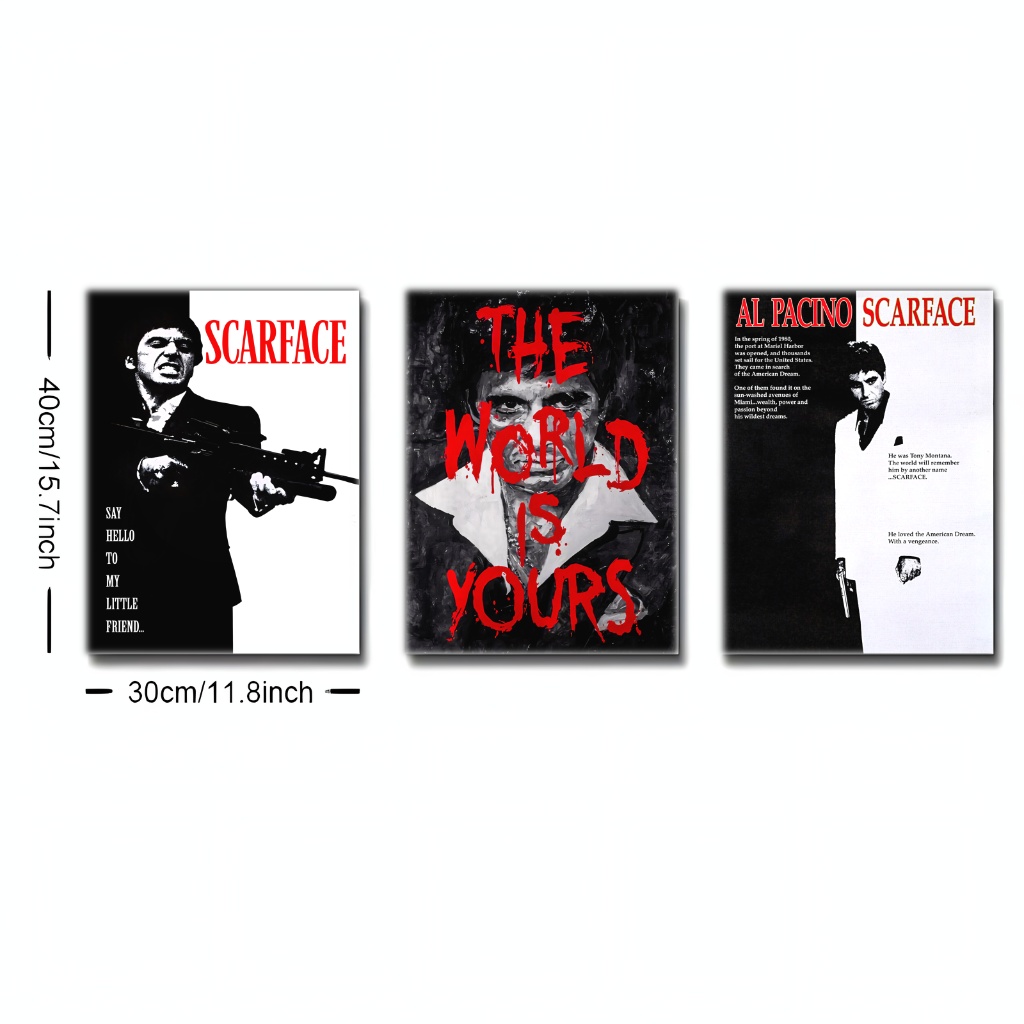 40cm/15.7inch
30cm/11.8inch
SCARFACE
SAY
HELLO
TO
MY
LITTLE
FRIEND...
THE
WORLD
IS
YOURS
AL PACINO SCARFACE
In the spring of 1980,
the port at Mariel Harbor
was opened, and thousands
set sail for the United States.
They came in search
of the American Dream.
One of them found it on the
sun-washed avenues of
Miami...wealth, power and
passion beyond
his wildest dreams.
He was Tony Montana.
The world will remember
him by another name
...SCARFACE.
He loved the American Dream.
With a vengeance.